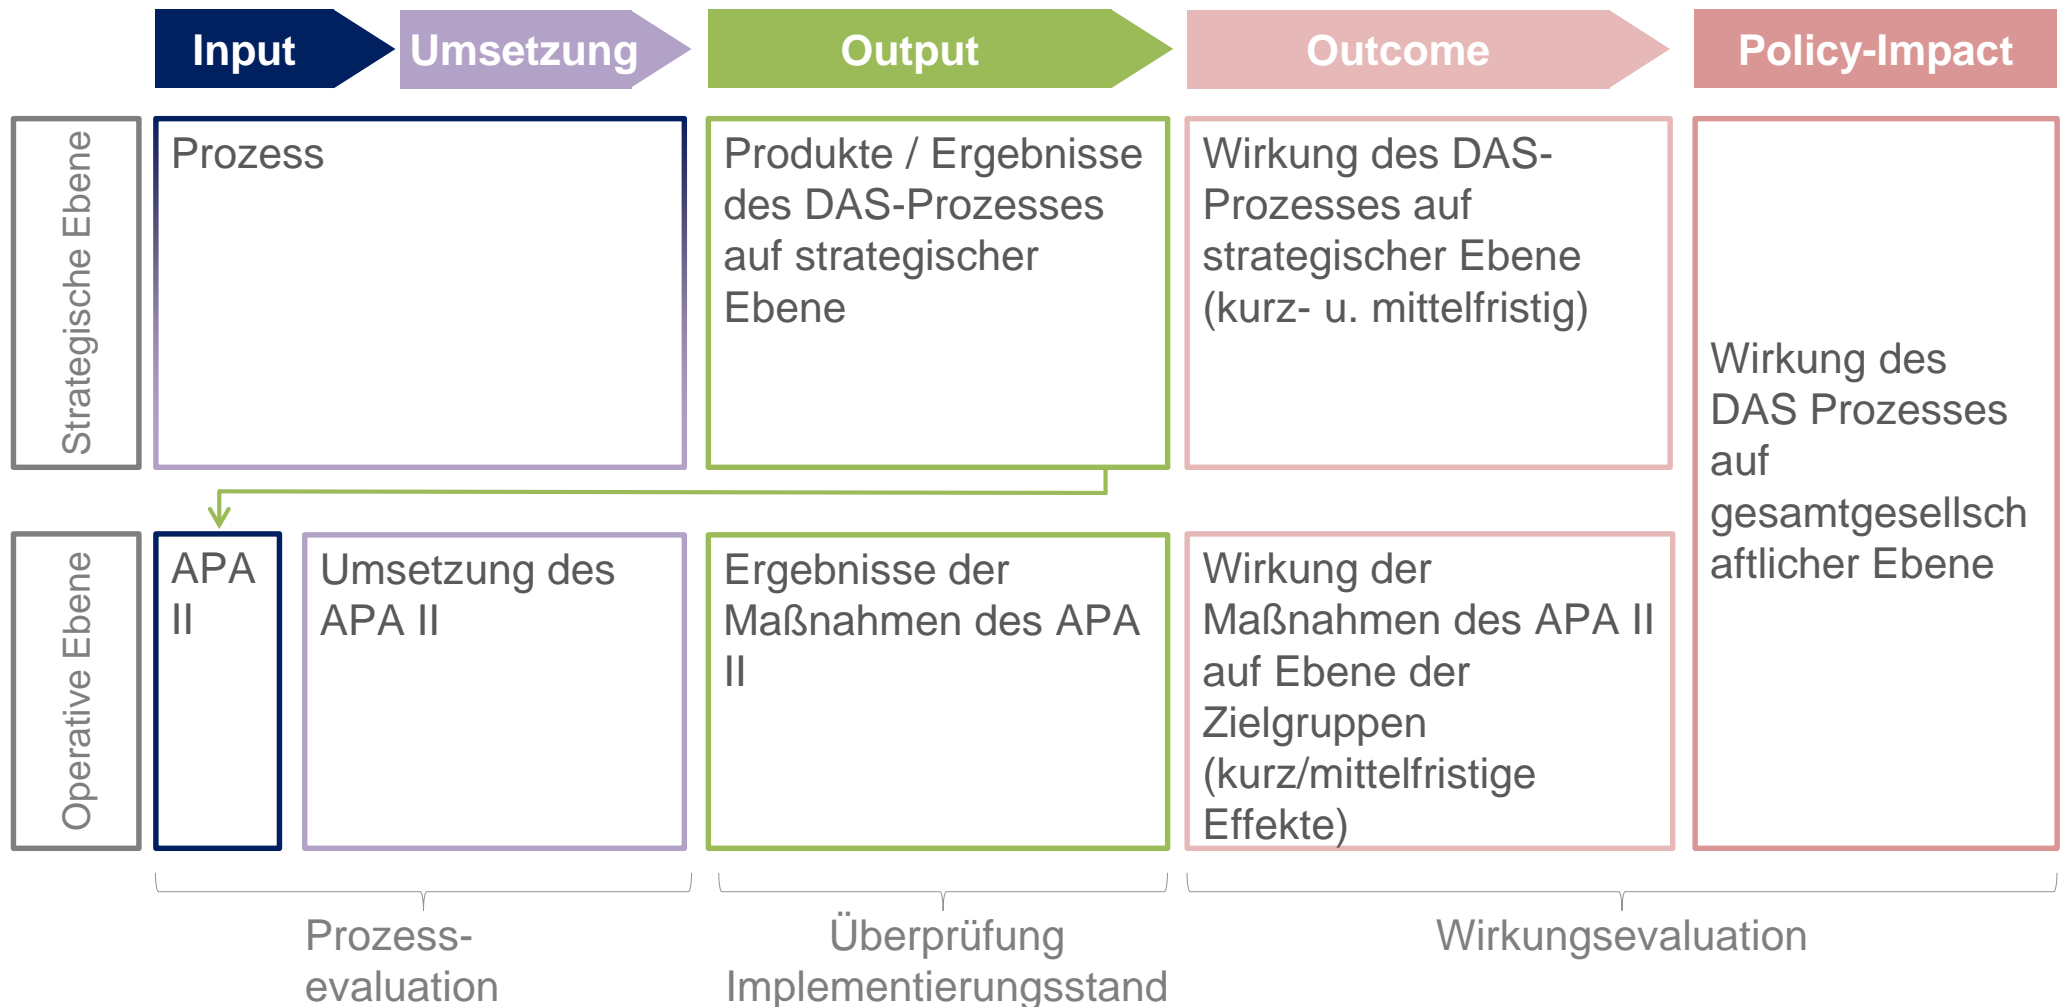 Input
Umsetzung
Output
Outcome
Policy-Impact
Strategische Ebene
Prozess
Produkte / Ergebnisse
des DAS-Prozesses
auf strategischer
Ebene
Wirkung des DAS-
Prozesses auf
strategischer Ebene
(kurz- u. mittelfristig)
Wirkung des
DAS Prozesses
auf
gesamtgesellsch
aftlicher Ebene
Operative Ebene
APA
II
Umsetzung des
APA II
Ergebnisse der
Maßnahmen des APA
II
Wirkung der
Maßnahmen des APA II
auf Ebene der
Zielgruppen
(kurz/mittelfristige
Effekte)
Prozess-
evaluation
Überprüfung
Implementierungsstand
Wirkungsevaluation